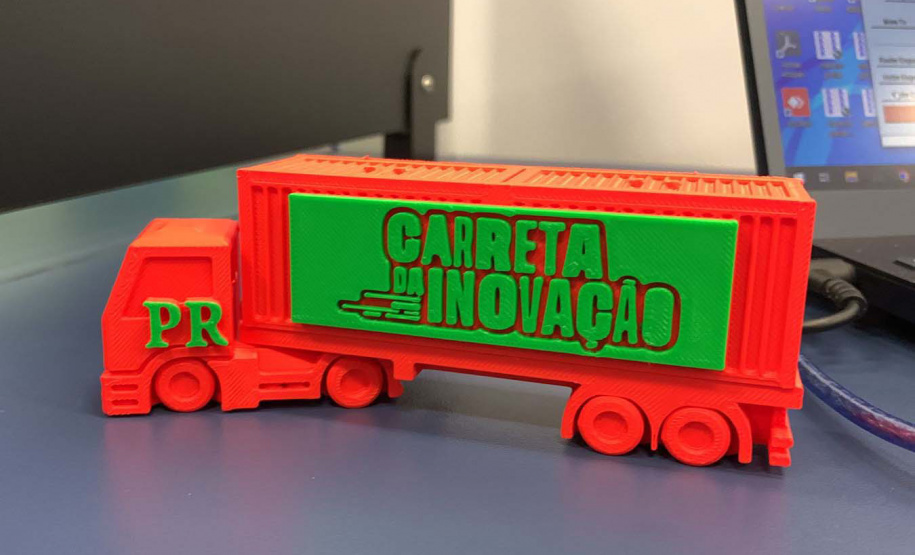 CARRETA
DA INOVAÇÃO
PR